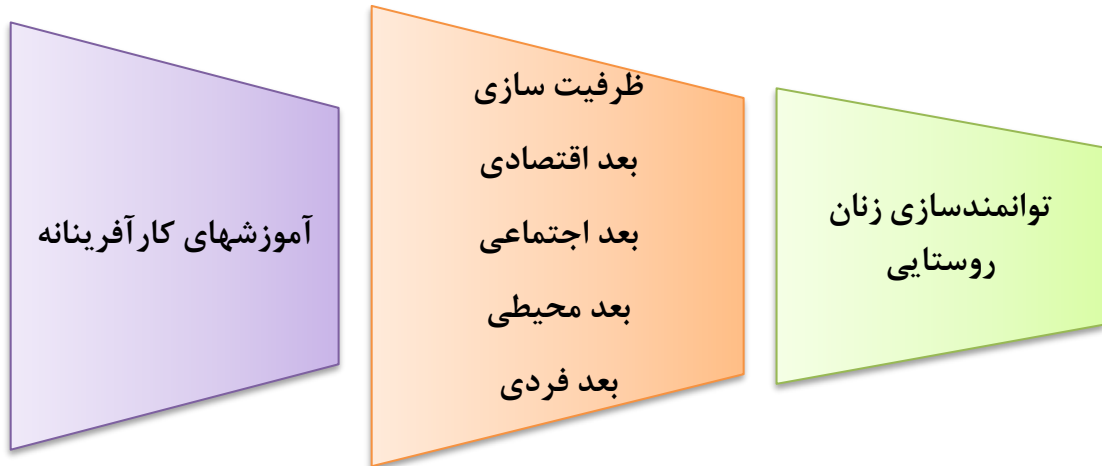 آموزشهای کارآفرینانه
ظرفیت سازی
بعد اقتصادی
بعد اجتماعی
بعد محیطی
بعد فردی
توانمندسازی زنان
روستایی